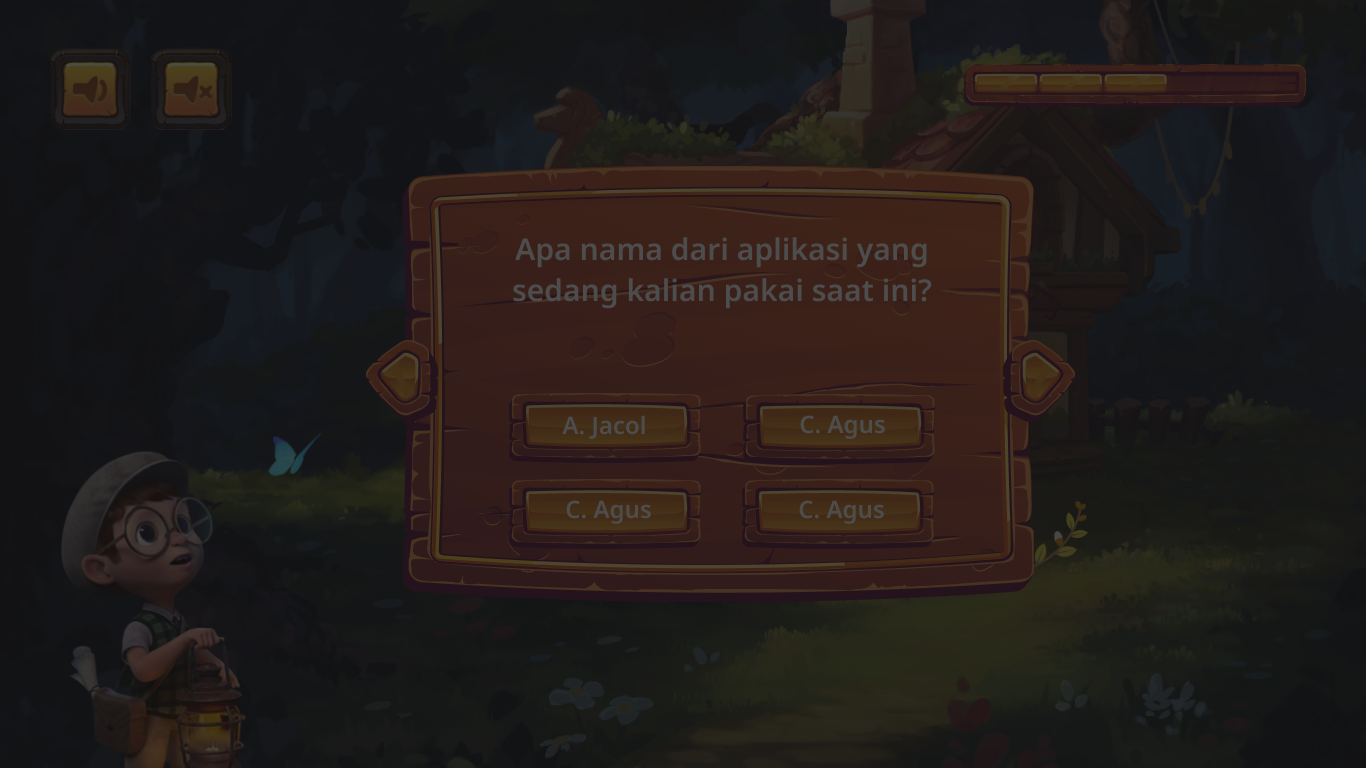 Apa nama dari aplikasi yang
sedang kalian pakai saat ini?
A. Jacol
C. Agus
C. Agus
C. Agus